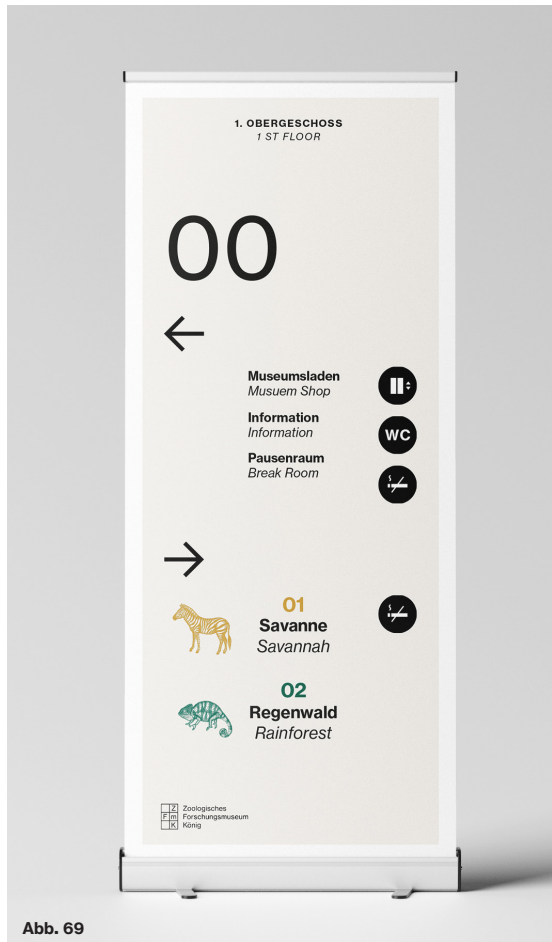 1. OBERGESCHOSS
1 ST FLOOR
00
Museumsladen
Musuem Shop
Information
Information
Pausenraum
Break Room
WC
01
Savanne
Savannah
02
Regenwald
Rainforest
Z
F m
K
Zoologisches
Forschungsmuseum
König
Abb. 69